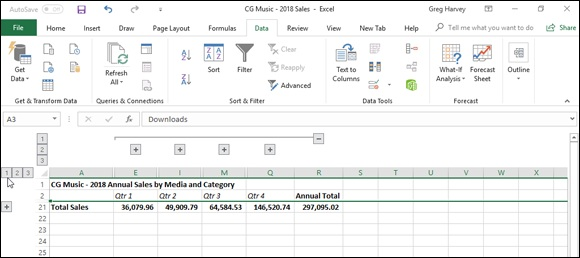 AutoSave Off CG Music - 2018 Sales - Excel Greg Harvey
File Home Insert Draw Page Layout Formulas Data Review View New Tab Help Tell me what you want to do
Get Data Refresh All Sort Filter Clear Reapply Advanced Text to Columns What-If Analysis Forecast Sheet Outline
Get & Transform Data Queries & Connections Sort & Filter Data Tools Forecast
A3 fx Downloads
1
2
3
1 2 3 A E I M Q R S T U V W X
1 CG Music - 2018 Annual Sales by Media and Category
2 Qtr 1 Qtr 2 Qtr 3 Qtr 4 Annual Total
21 Total Sales 36,079.96 49,909.79 64,584.53 146,520.74 297,095.02
22
23
24
25